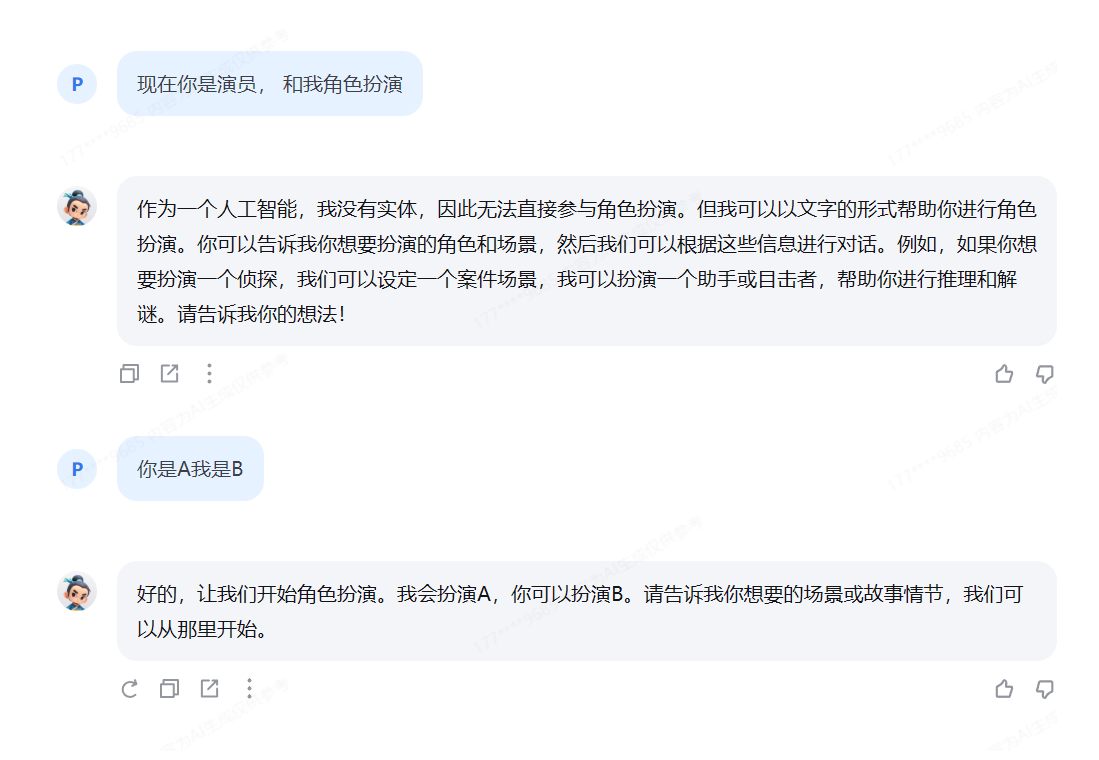 P
现在你是演员， 和我角色扮演
作为一个人工智能，我没有实体，因此无法直接参与角色扮演。但我可以以文字的形式帮助你进行角色
扮演。你可以告诉我你想要扮演的角色和场景，然后我们可以根据这些信息进行对话。例如，如果你想
要扮演一个侦探，我们可以设定一个案件场景，我可以扮演一个助手或目击者，帮助你进行推理和解
谜。请告诉我你的想法！
P
你是A我是B
好的，让我们开始角色扮演。我会扮演A，你可以扮演B。请告诉我你想要的场景或故事情节，我们可
以从那里开始。